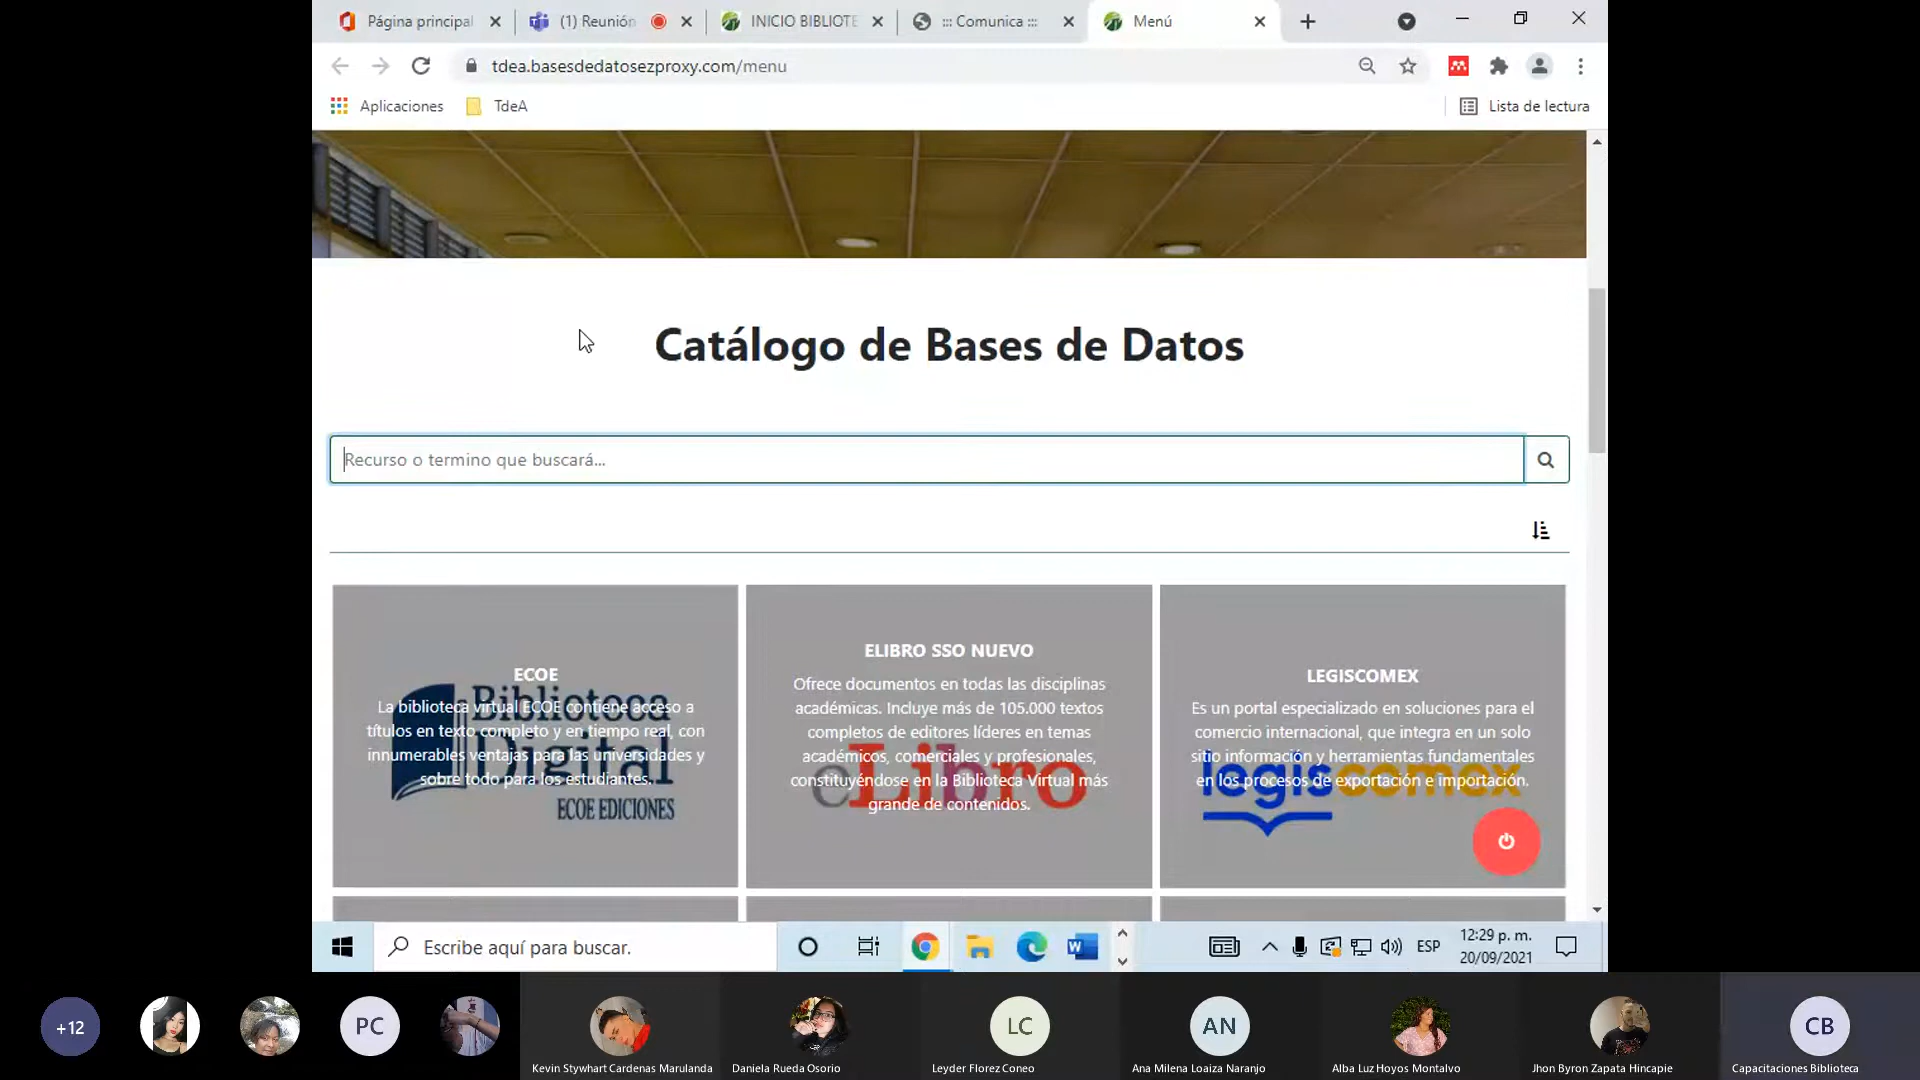 Página principal
(1) Reunión
INICIO BIBLIOTE
::: Comunica :::
Menú
tdea.basesdedatosezproxy.com/menu
Aplicaciones
TdeA
Lista de lectura
Catálogo de Bases de Datos
Recurso o termino que buscará...
ECOE
La biblioteca virtual ECOE contiene acceso a
títulos en texto completo y en tiempo real, con
innumerables ventajas para las universidades y
sobre todo para los estudiantes.
Biblioteca
Digital
ECOE EDICIONES
ELIBRO SSO NUEVO
Ofrece documentos en todas las disciplinas
académicas. Incluye más de 105.000 textos
completos de editores líderes en temas
académicos, comerciales y profesionales,
constituyéndose en la Biblioteca Virtual más
grande de contenidos.
eLibro
LEGISCOMEX
Es un portal especializado en soluciones para el
comercio internacional, que integra en un solo
sitio información y herramientas fundamentales
en los procesos de exportación e importación.
legiscomex
Escribe aquí para buscar.
ESP
12:29 p. m.
20/09/2021
+12
PC
Kevin Stywhart Cardenas Marulanda
Daniela Rueda Osorio
LC
Leyder Florez Coneo
AN
Ana Milena Loaiza Naranjo
Alba Luz Hoyos Montalvo
Jhon Byron Zapata Hincapie
CB
Capacitaciones Biblioteca